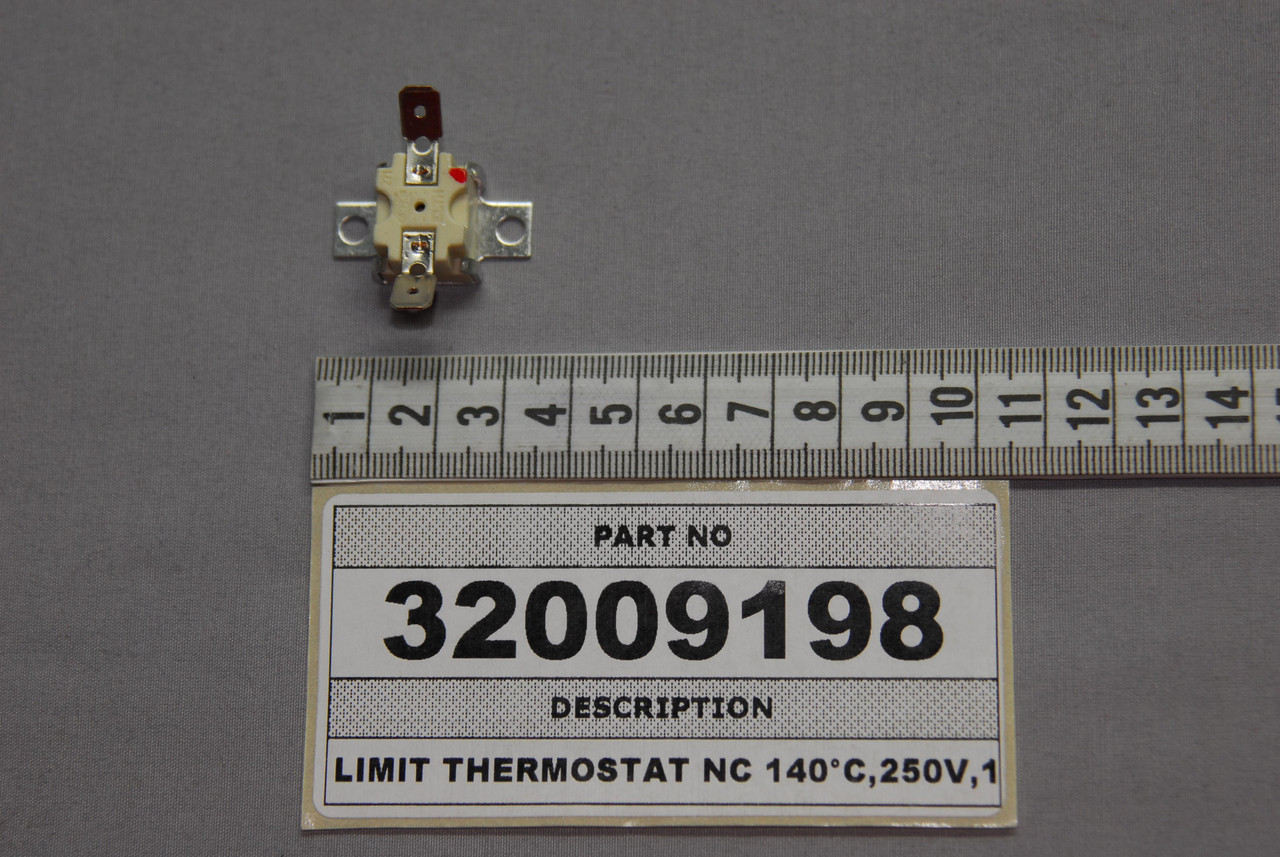 1 2 3 4 5 6 7 8 9 10 11 12 13 14
PART NO
32009198
DESCRIPTION
LIMIT THERMOSTAT NC 140°C,250V,1